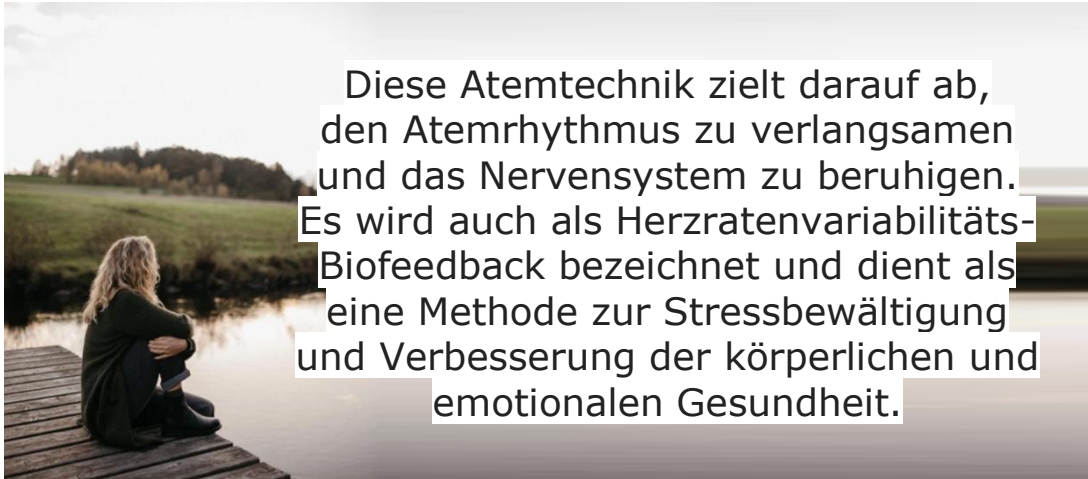 Diese Atemtechnik zielt darauf ab,
den Atemrhythmus zu verlangsamen
und das Nervensystem zu beruhigen.
Es wird auch als Herzratenvariabilitäts-
Biofeedback bezeichnet und dient als
eine Methode zur Stressbewältigung
und Verbesserung der körperlichen und
emotionalen Gesundheit.